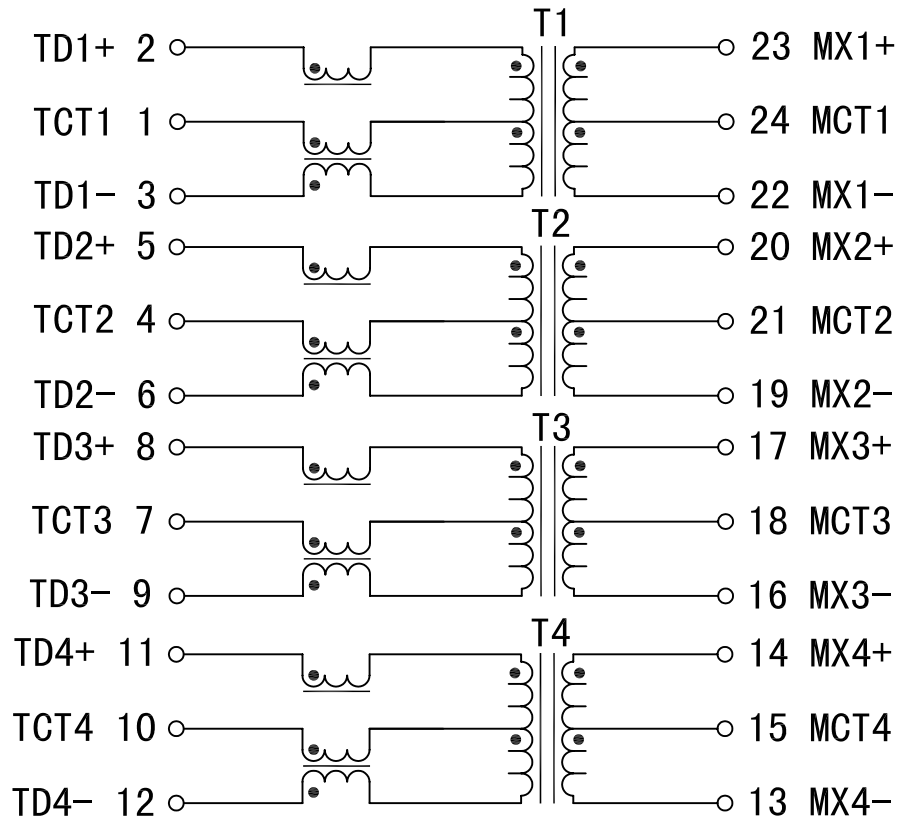 T1
TD1+ 2 23 MX1+
TCT1 1 24 MCT1
TD1- 3 22 MX1-
T2
TD2+ 5 20 MX2+
TCT2 4 21 MCT2
TD2- 6 19 MX2-
T3
TD3+ 8 17 MX3+
TCT3 7 18 MCT3
TD3- 9 16 MX3-
T4
TD4+ 11 14 MX4+
TCT4 10 15 MCT4
TD4- 12 13 MX4-